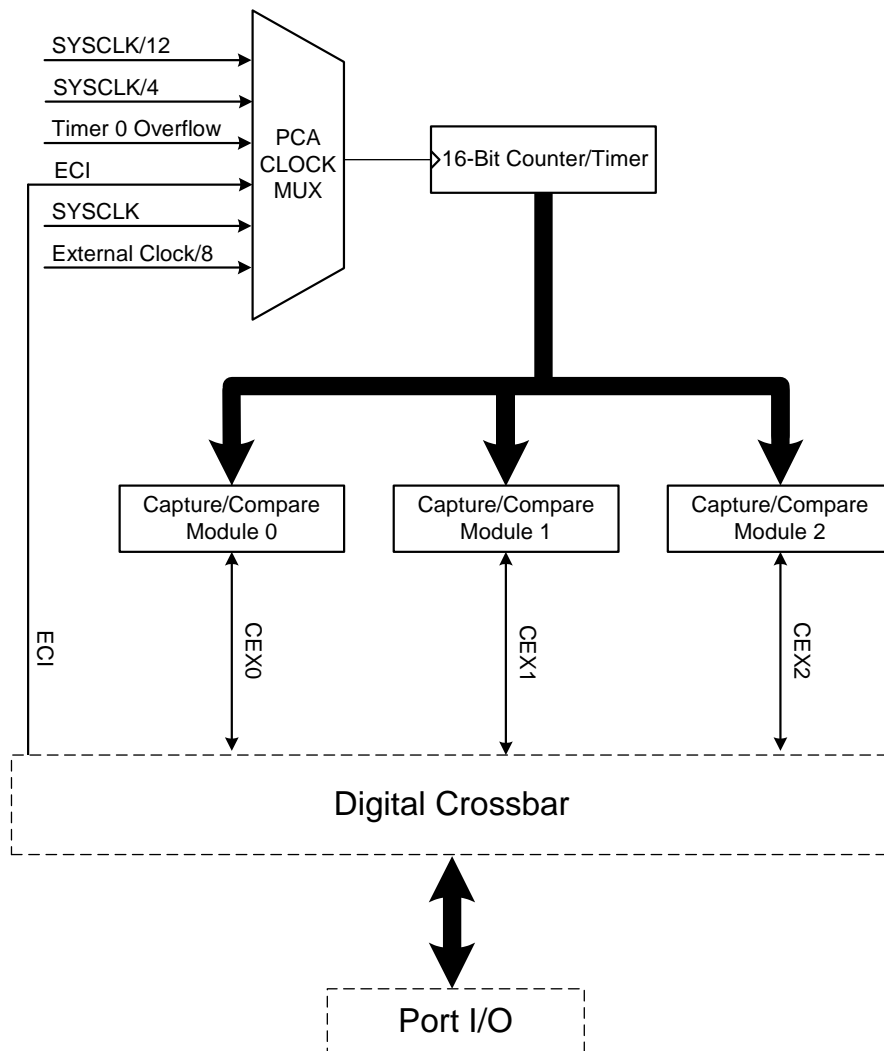 SYSCLK/12
SYSCLK/4
Timer 0 Overflow
ECI
SYSCLK
External Clock/8
PCA
CLOCK
MUX
16-Bit Counter/Timer
Capture/Compare
Module 0
Capture/Compare
Module 1
Capture/Compare
Module 2
ECI
CEX0
CEX1
CEX2
Digital Crossbar
Port I/O